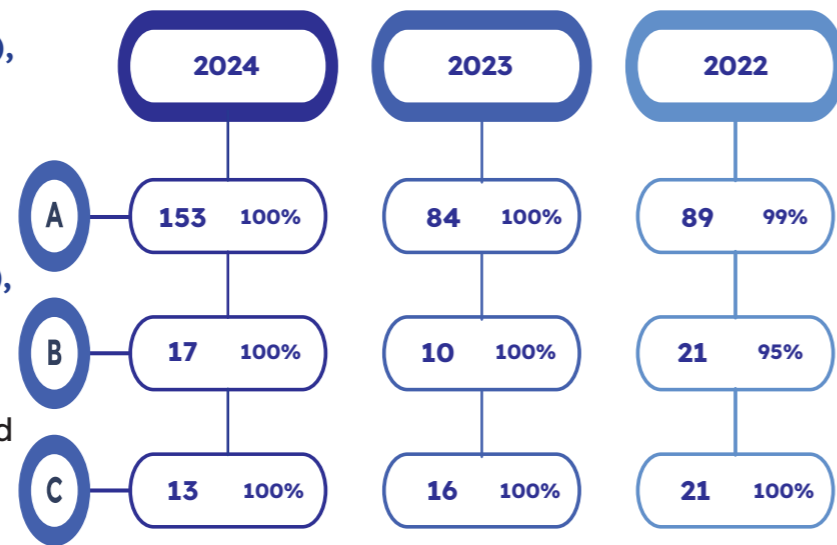 ),
2024 2023 2022
A 153 100% 84 100% 89 99%
),
B 17 100% 10 100% 21 95%
d
C 13 100% 16 100% 21 100%